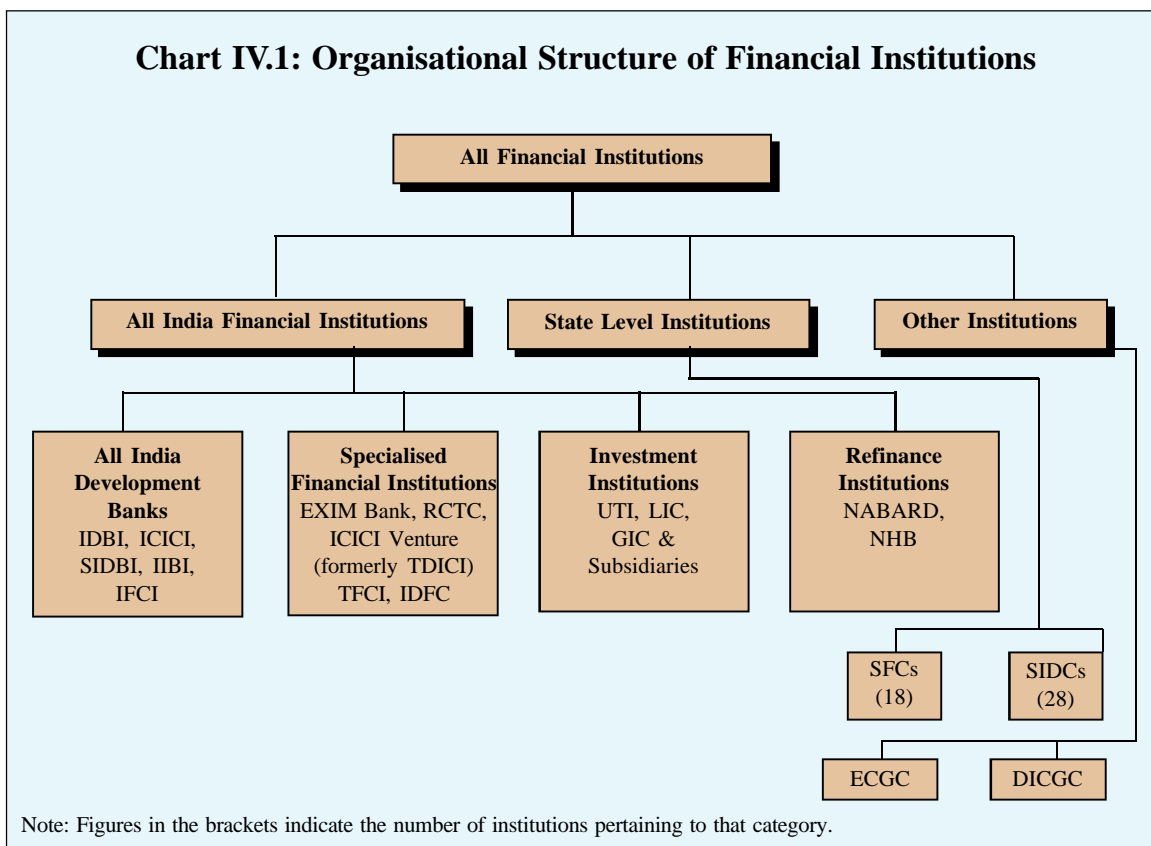 Chart IV.1: Organisational Structure of Financial Institutions
All Financial Institutions
All India Financial Institutions
State Level Institutions
Other Institutions
All India
Development
Banks
IDBI, ICICI,
SIDBI, IIBI,
IFCI
Specialised
Financial Institutions
EXIM Bank, RCTC,
ICICI Venture
(formerly TDICI)
TFCI, IDFC
Investment
Institutions
UTI, LIC,
GIC &
Subsidiaries
Refinance
Institutions
NABARD,
NHB
SFCs
(18)
SIDCs
(28)
ECGC
DICGC
Note: Figures in the brackets indicate the number of institutions pertaining to that category.